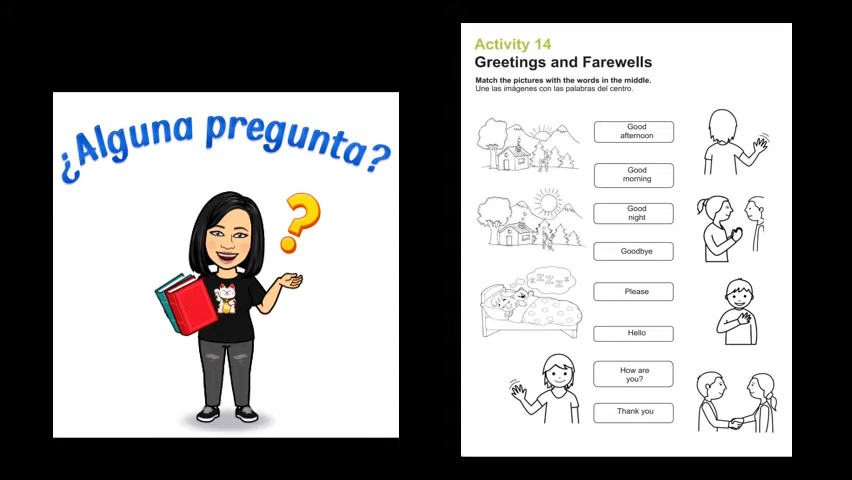 ¿Alguna pregunta?
Activity 14
Greetings and Farewells
Match the pictures with the words in the middle.
Une las imágenes con las palabras del centro.
Good
afternoon
Good
morning
Good
night
Goodbye
Please
Hello
How are
you?
Thank you
zZZZz